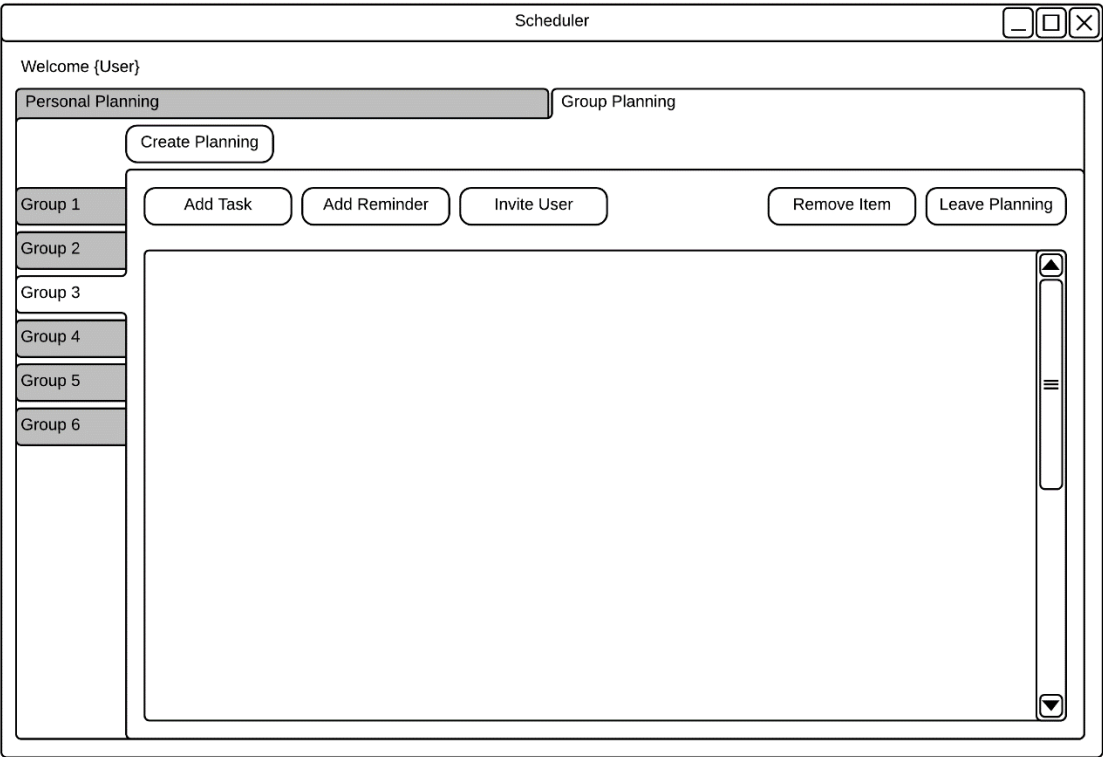 Scheduler
Welcome {User}
Personal Planning
Group Planning
Create Planning
Add Task
Add Reminder
Invite User
Remove Item
Leave Planning
Group 1
Group 2
Group 3
Group 4
Group 5
Group 6